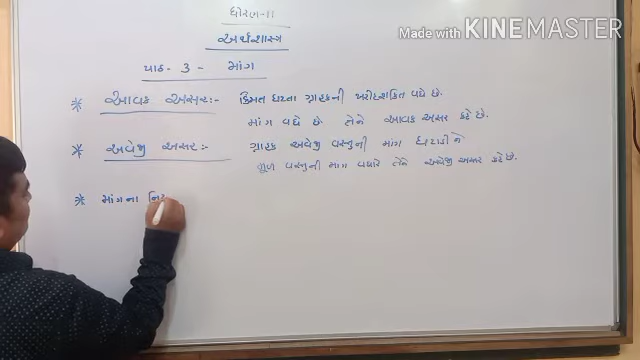 Made with KINEMASTER
ધોરણ-11
અર્થશાસ્ત્ર
પાઠ - 3 - માંગ
* આવક અસર:- કિંમત ઘટતા ગ્રાહકની ખરીદશક્તિ વધે છે.
માંગ વધે છે તેને આવક અસર કહે છે.
* અવેજી અસર:- ગ્રાહક અવેજી વસ્તુની માંગ ઘટાડીને
મૂળ વસ્તુની માંગ વધારે તેને અવેજી અસર કહે છે.
* માંગના